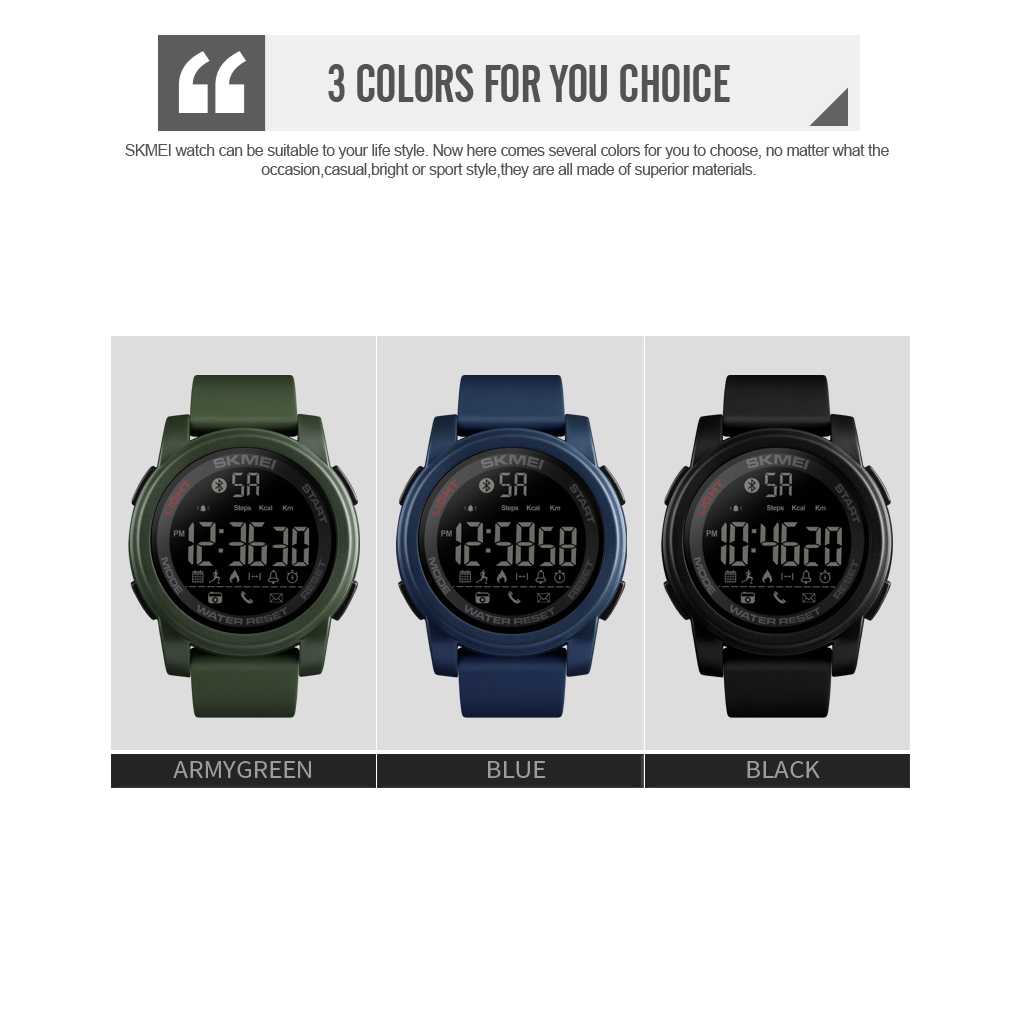 3 COLORS FOR YOU CHOICE
SKMEI watch can be suitable to your life style. Now here comes several colors for you to choose, no matter what the
occasion,casual,bright or sport style,they are all made of superior materials.
SKMEI
LIGHT
START
SA
Steps Kcal Km
PM 12:36 30
MODE
RESET
WATER RESET
SKMEI
LIGHT
START
SA
Steps Kcal Km
PM 12:58 58
MODE
RESET
WATER RESET
SKMEI
LIGHT
START
SA
Steps Kcal Km
PM 10:46 20
MODE
RESET
WATER RESET
ARMYGREEN
BLUE
BLACK